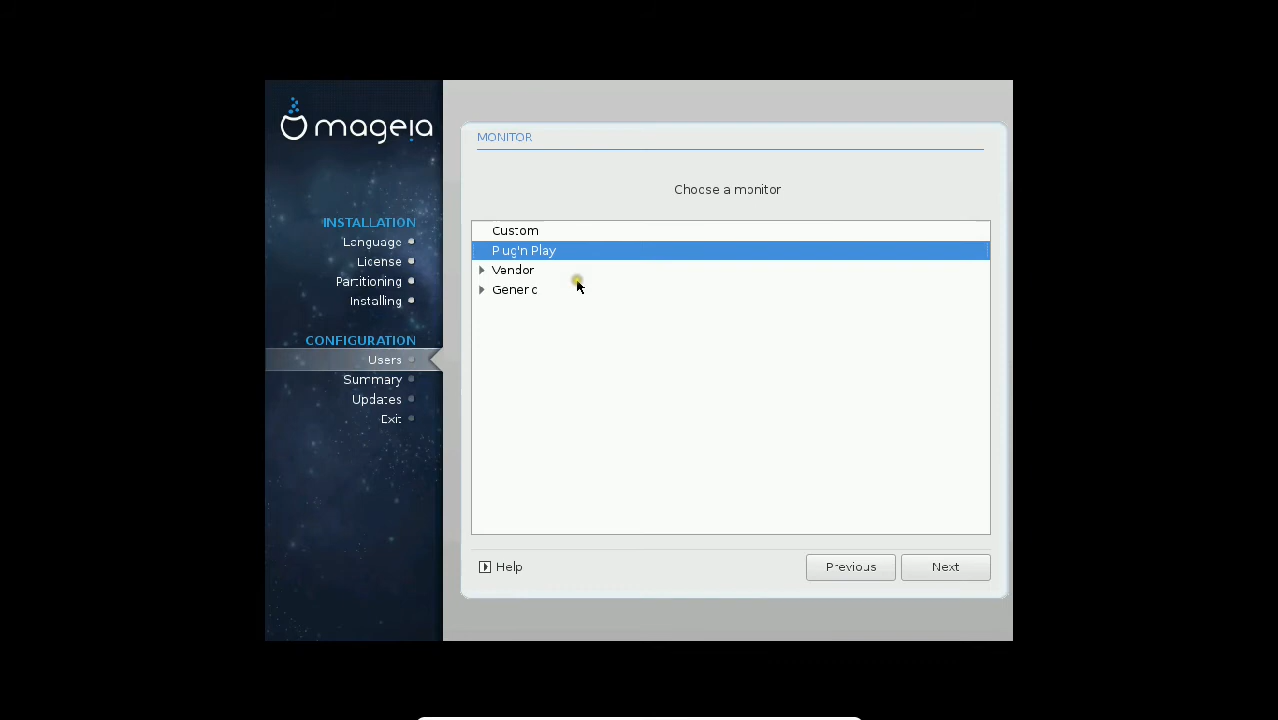 mageia
INSTALLATION
Language
License
Partitioning
Installing
CONFIGURATION
Users
Summary
Updates
Exit
MONITOR
Choose a monitor
Custom
Plug'n Play
Vendor
Generic
Help
Previous
Next